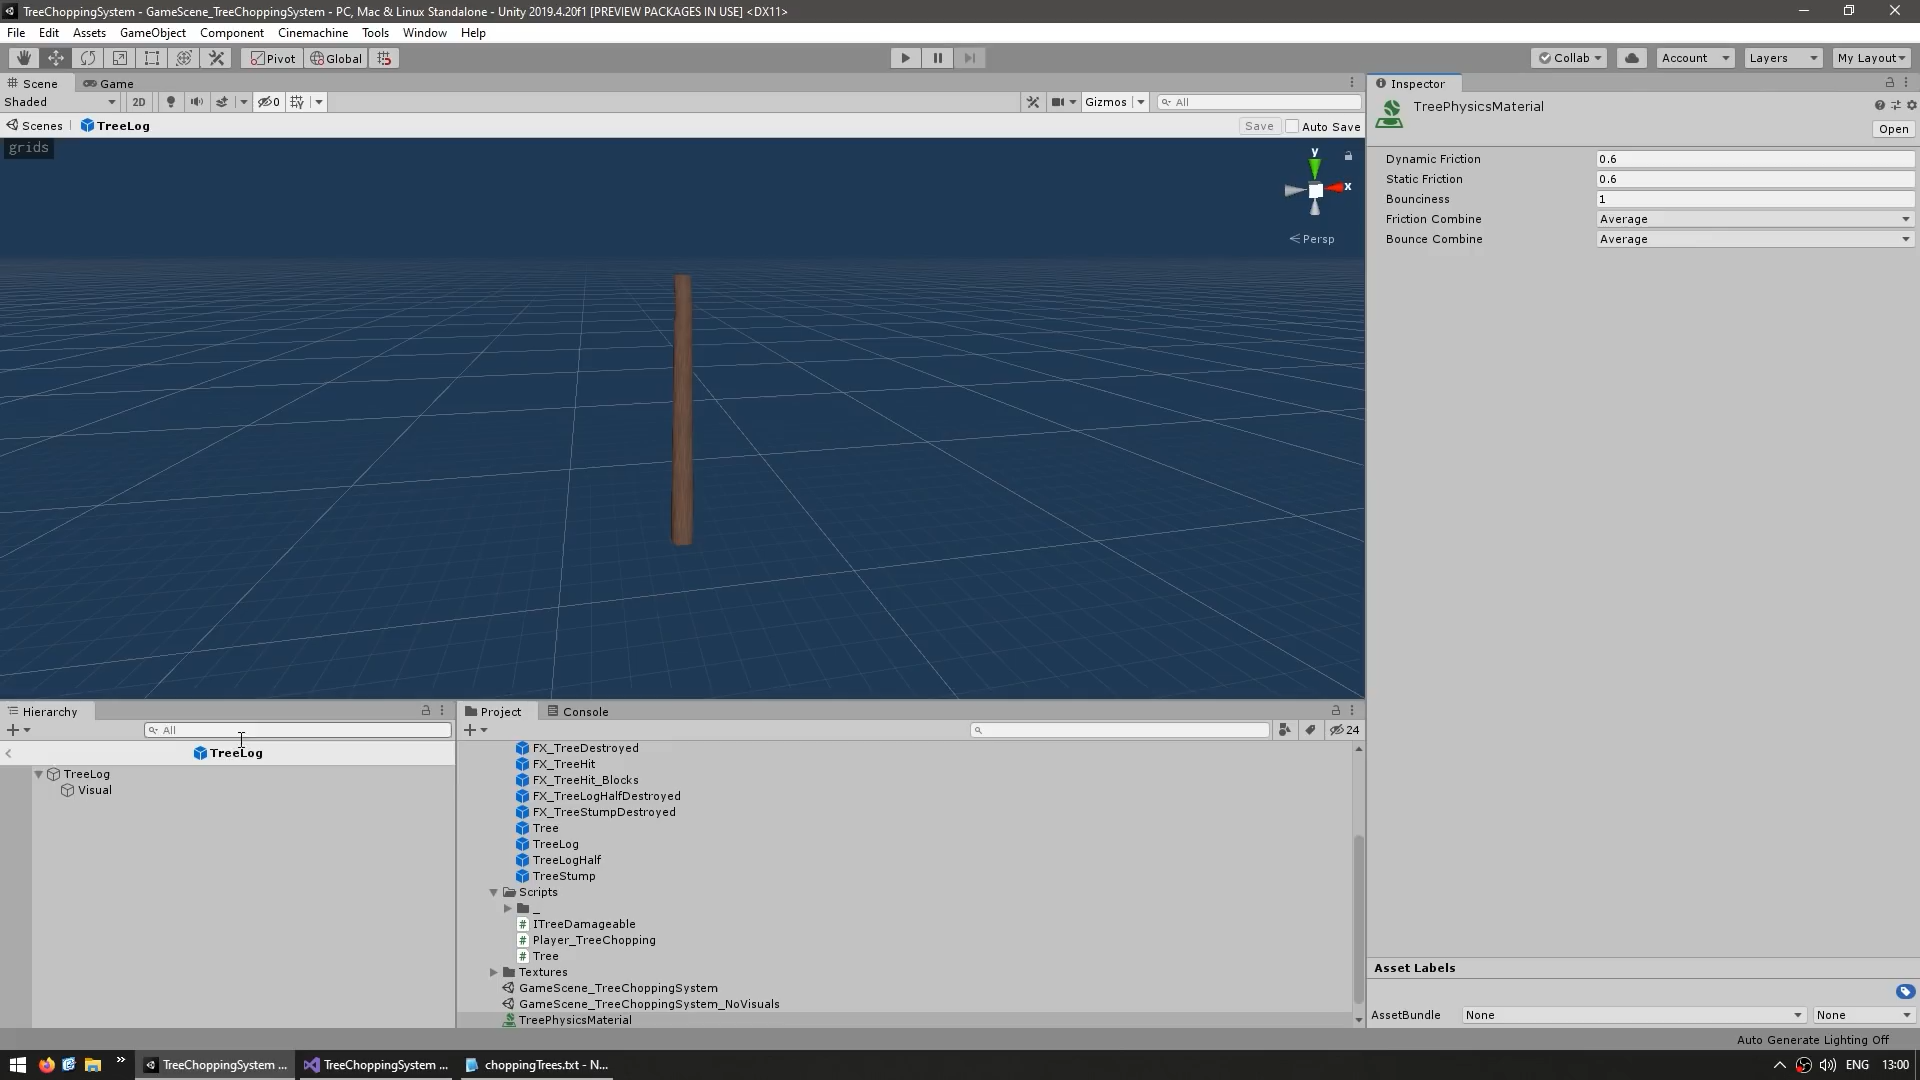 TreeChoppingSystem - GameScene_TreeChoppingSystem - PC, Mac & Linux Standalone - Unity 2019.4.20f1 [PREVIEW PACKAGES IN USE] <DX11>
File Edit Assets GameObject Component Cinemachine Tools Window Help
Pivot Global Collab Account Layers My Layout
Scene Game Inspector
Shaded 2D 0 Gizmos All
TreePhysicsMaterial
Open
Scenes TreeLog Save Auto Save
grids
y
x
Persp
Dynamic Friction 0.6
Static Friction 0.6
Bounciness 1
Friction Combine Average
Bounce Combine Average
Hierarchy Project Console
All 24
TreeLog
TreeLog
Visual
FX_TreeDestroyed
FX_TreeHit
FX_TreeHit_Blocks
FX_TreeLogHalfDestroyed
FX_TreeStumpDestroyed
Tree
TreeLog
TreeLogHalf
TreeStump
Scripts
_
ITreeDamageable
Player_TreeChopping
Tree
Textures
GameScene_TreeChoppingSystem
GameScene_TreeChoppingSystem_NoVisuals
TreePhysicsMaterial
Asset Labels
AssetBundle None None
Auto Generate Lighting Off
TreeChoppingSystem ... TreeChoppingSystem ... choppingTrees.txt - N... ENG 13:00